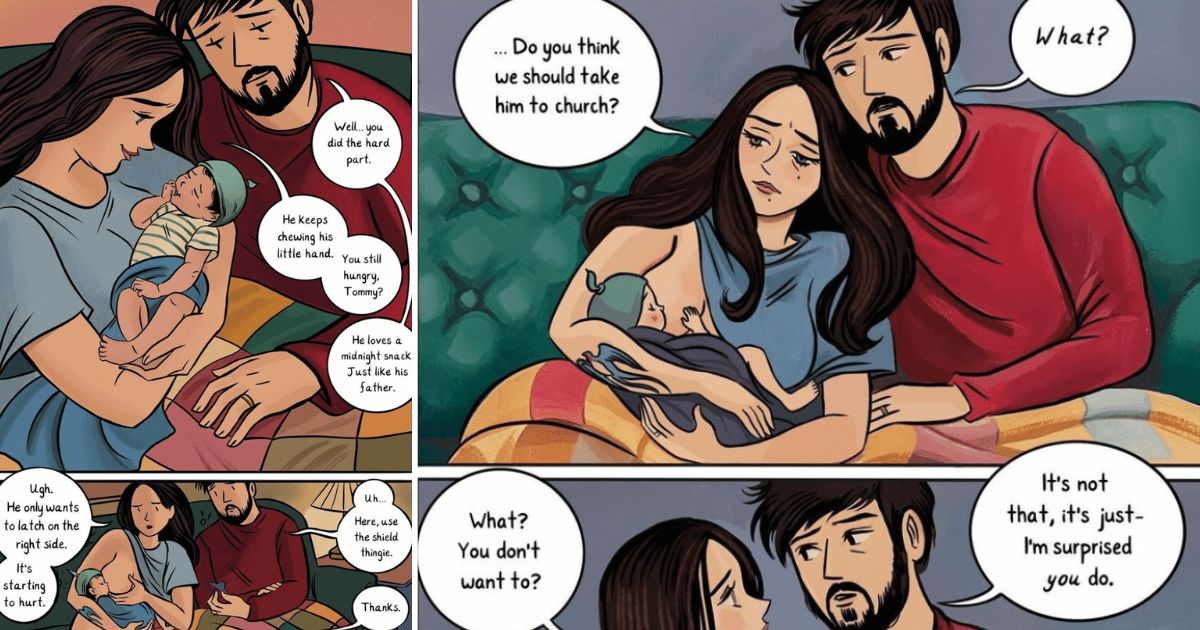 Well... you
did the hard
part.
He keeps
chewing his
little hand.
You still
hungry,
Tommy?
He loves a
midnight snack
Just like his
father.
Ugh.
He only wants
to latch on the
right side.
It's
starting
to hurt.
Uh...
Here, use
the shield
thingie.
Thanks.
... Do you think
we should take
him to church?
What?
What?
You don't
want to?
It's not
that, it's just-
I'm surprised
you do.